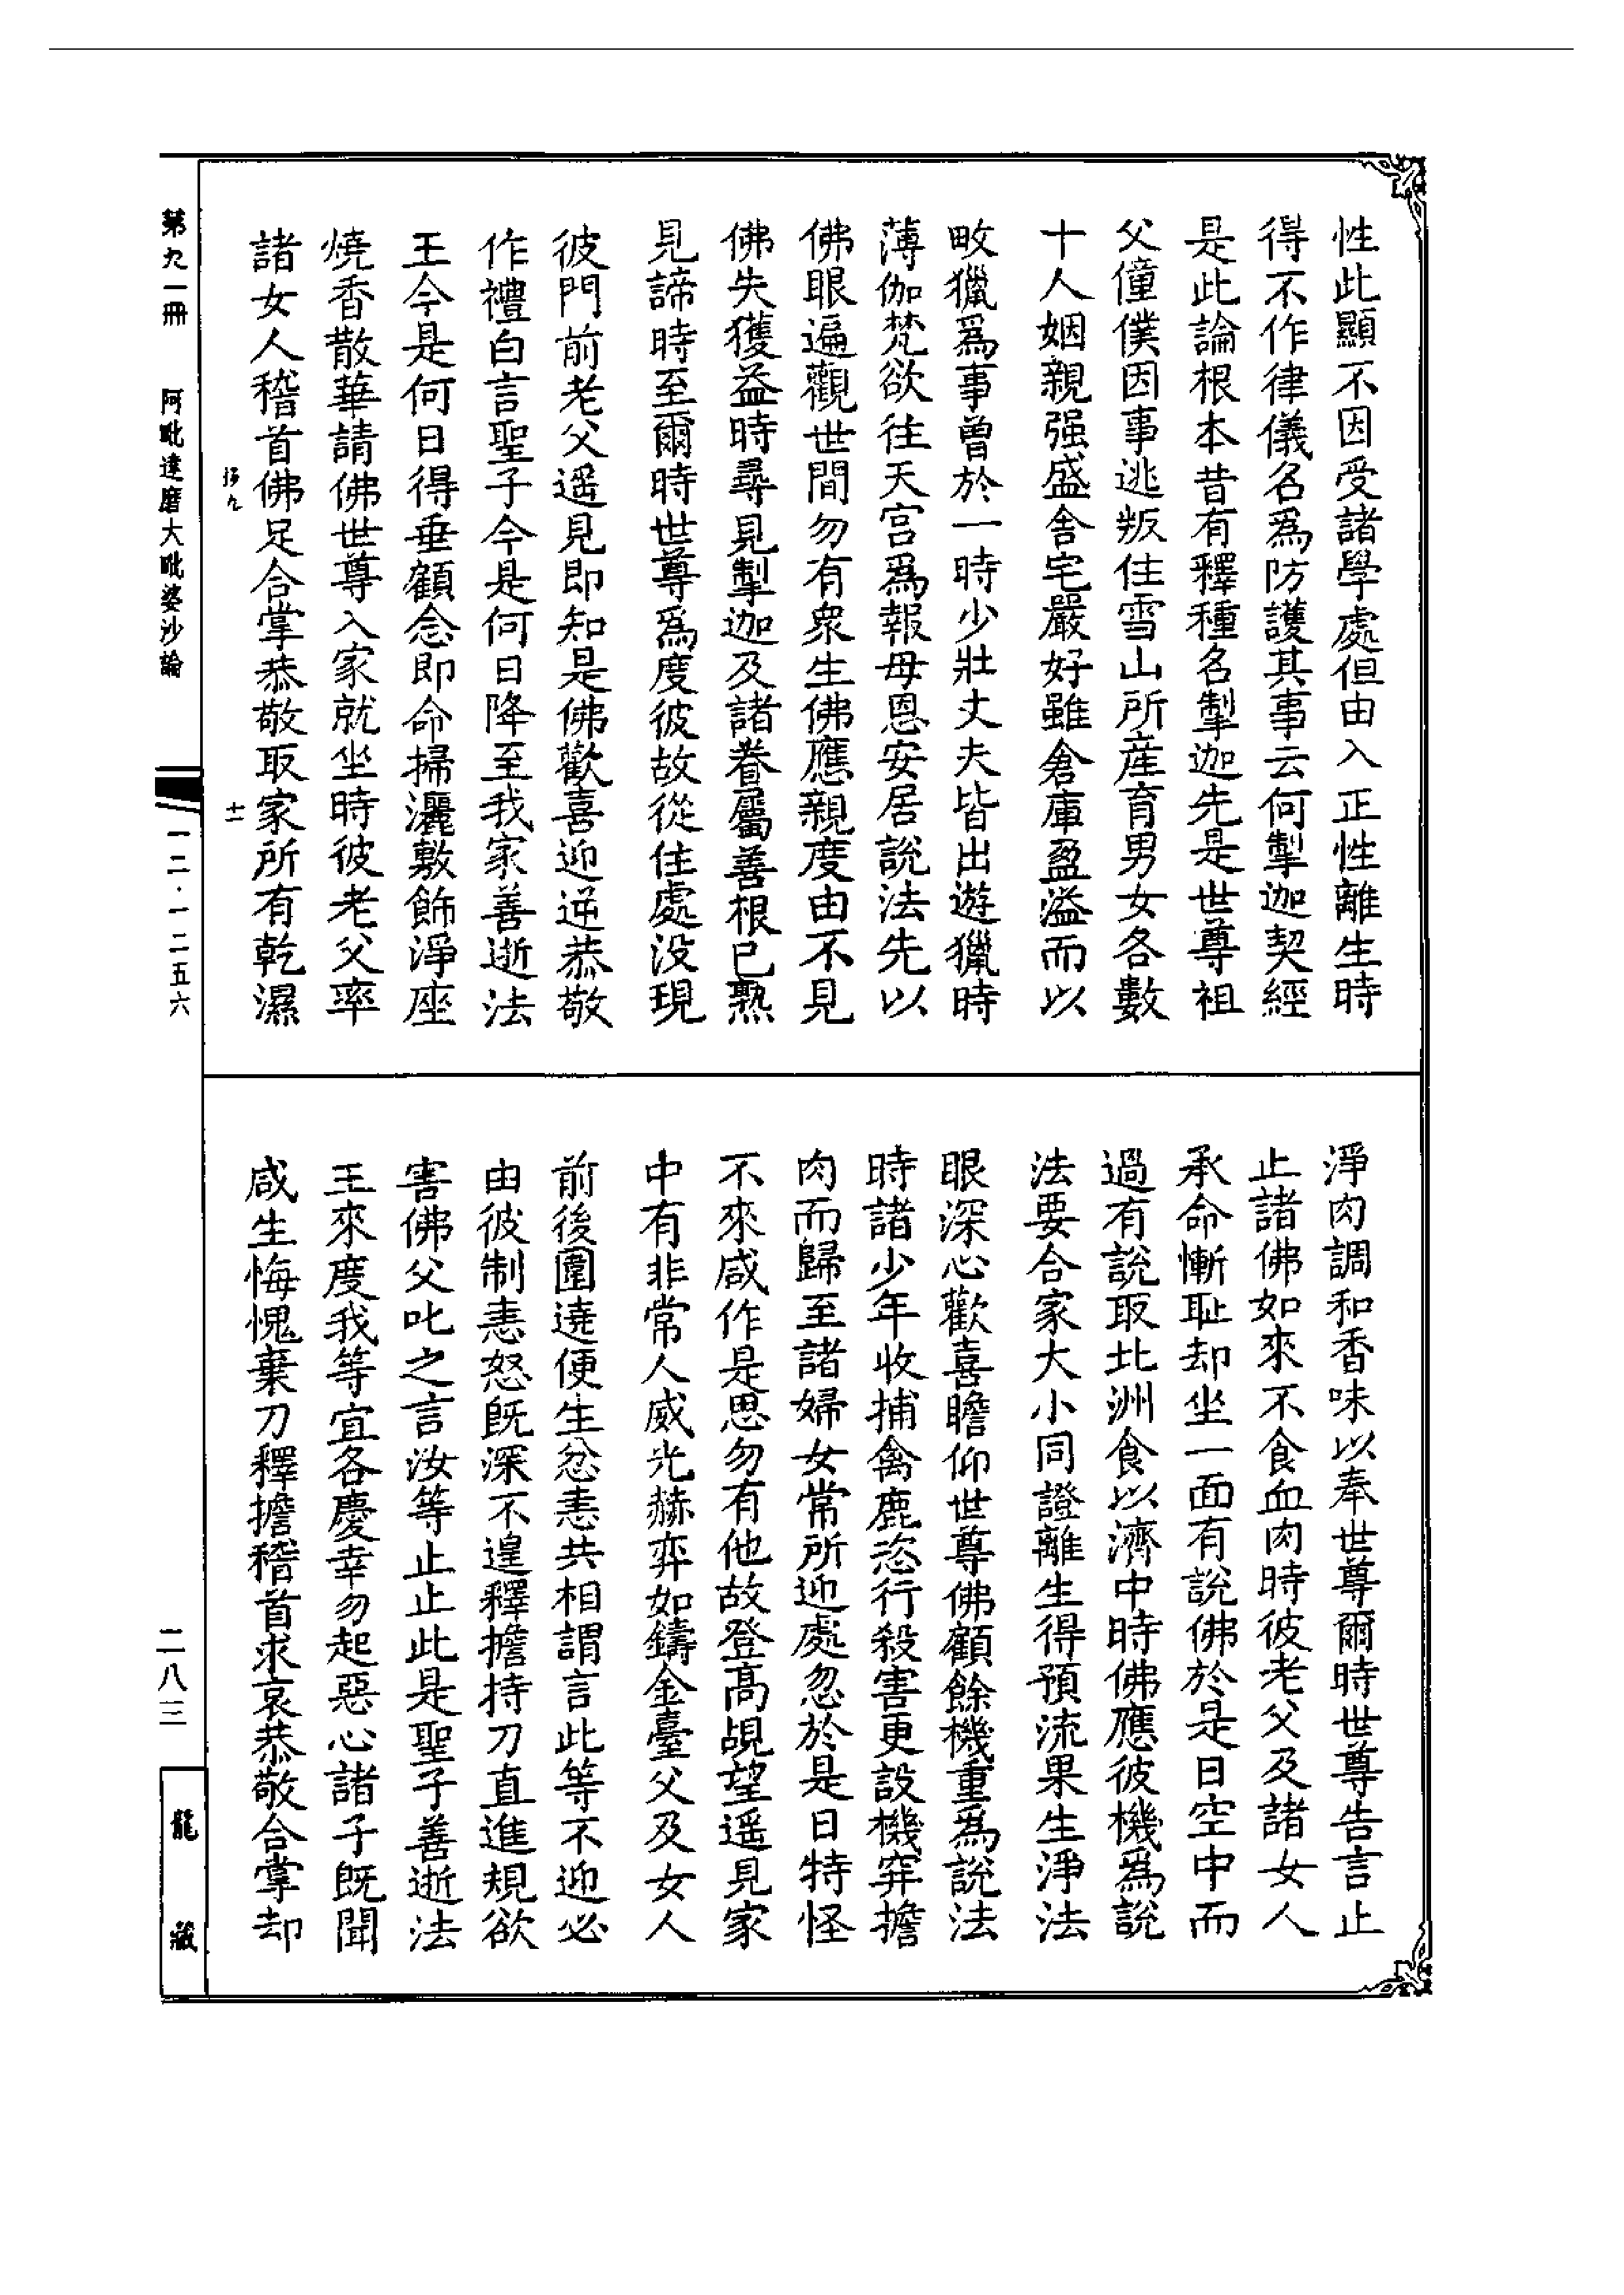 性此顯不因受諸學處但由入正性離生時
得不作律儀名爲防護其事云何掣迦契經
是此論根本昔有釋種名掣迦先是世尊祖
父僮僕因事逃叛住雪山所産育男女各數
十人姻親强盛舍宅嚴好雖倉庫盈溢而以
畋獵爲事曾於一時少壯丈夫皆出遊獵時
薄伽梵欲往天宫爲報母恩安居説法先以
佛眼遍觀世間勿有衆生佛應親度由不見
佛失獲益時尋見掣迦及諸眷屬善根已熟
見諦時至爾時世尊爲度彼故從住處没現
彼門前老父遥見即知是佛歡喜迎逆恭敬
作禮白言聖子今是何日降至我家善逝法
王今是何日得垂顧念即命掃灑敷飾淨座
燒香散華請佛世尊入家就坐時彼老父率
諸女人稽首佛足合掌恭敬取家所有乾濕
淨肉調和香味以奉世尊爾時世尊告言止
止諸佛如來不食血肉時彼老父及諸女人
承命慚耻却坐一面有説佛於是日空中而
過有説取北洲食以濟中時佛應彼機爲説
法要合家大小同證離生得預流果生淨法
眼深心歡喜瞻仰世尊佛顧餘機重爲説法
時諸少年收捕禽鹿恣行殺害更設機穽擔
肉而歸至諸婦女常所迎處忽於是日特怪
不來咸作是思勿有他故登髙覘望遥見家
中有非常人威光赫弈如鑄金臺父及女人
前後圍遶便生忿恚共相謂言此等不迎必
由彼制恚怒既深不遑釋擔持刀直進規欲
害佛父叱之言汝等止止此是聖子善逝法
王來度我等宜各慶幸勿起惡心諸子既聞
咸生悔愧棄刀釋擔稽首求哀恭敬合掌却
第九一冊
阿毗達磨大毗婆沙論
十一
一二·一二五六
二八三
龍藏